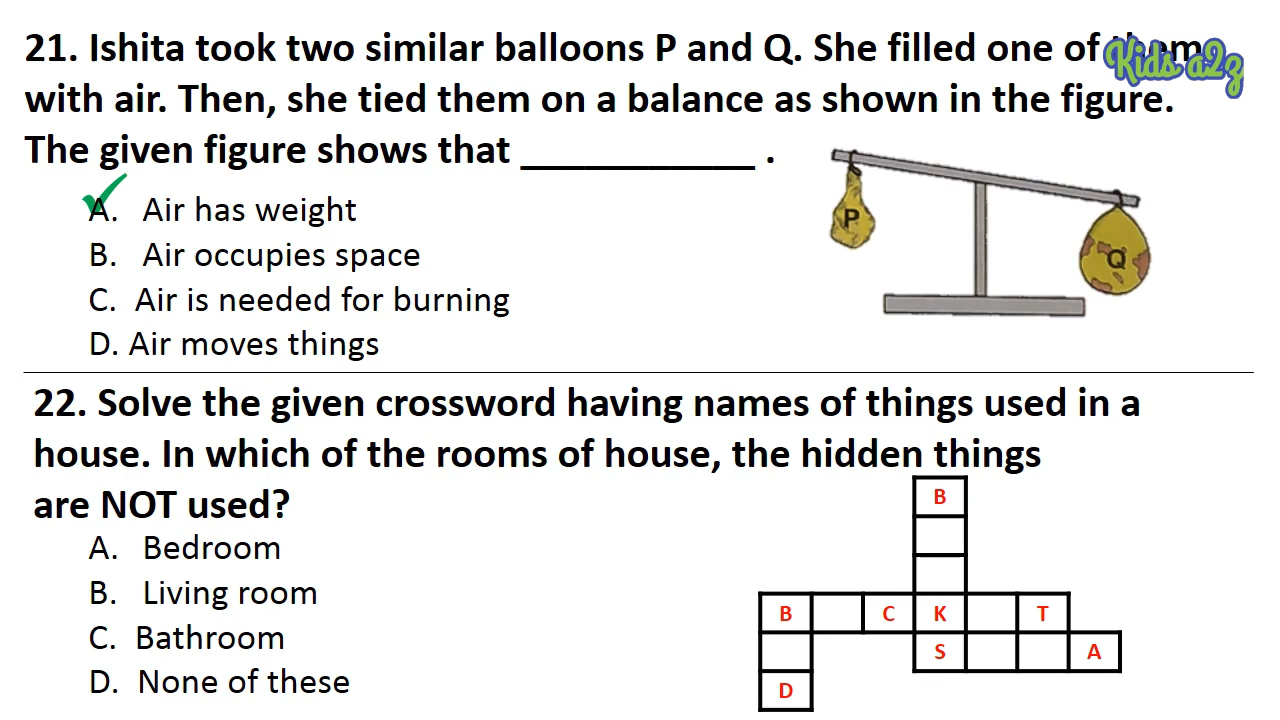 21. Ishita took two similar balloons P and Q. She filled one of them
Kids a2z
with air. Then, she tied them on a balance as shown in the figure.
The given figure shows that ___________ .
A. Air has weight
B. Air occupies space
C. Air is needed for burning
D. Air moves things
P
Q
22. Solve the given crossword having names of things used in a
house. In which of the rooms of house, the hidden things
are NOT used?
A. Bedroom
B. Living room
C. Bathroom
D. None of these
B
B C K T
S A
D